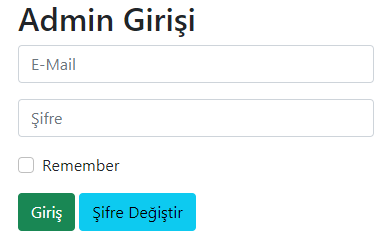 Admin Girişi
E-Mail
Şifre
Remember
Giriş Şifre Değiştir